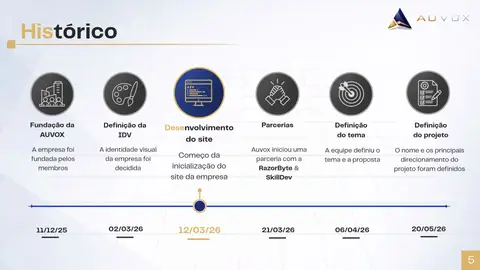 Histórico
AUVOX
Fundação da
AUVOX
A empresa foi
fundada pelos
membros
Definição da
IDV
A identidade visual
da empresa foi
decidida
Desenvolvimento
do site
Começo da
inicialização do
site da empresa
Parcerias
Auvox iniciou uma
parceria com a
RazorByte &
SkillDev
Definição
do tema
A equipe definiu o
tema e a proposta
Definição
do projeto
O nome e os principais
direcionamento do
projeto foram definidos
11/12/25
02/03/26
12/03/26
21/03/26
06/04/26
20/05/26
5